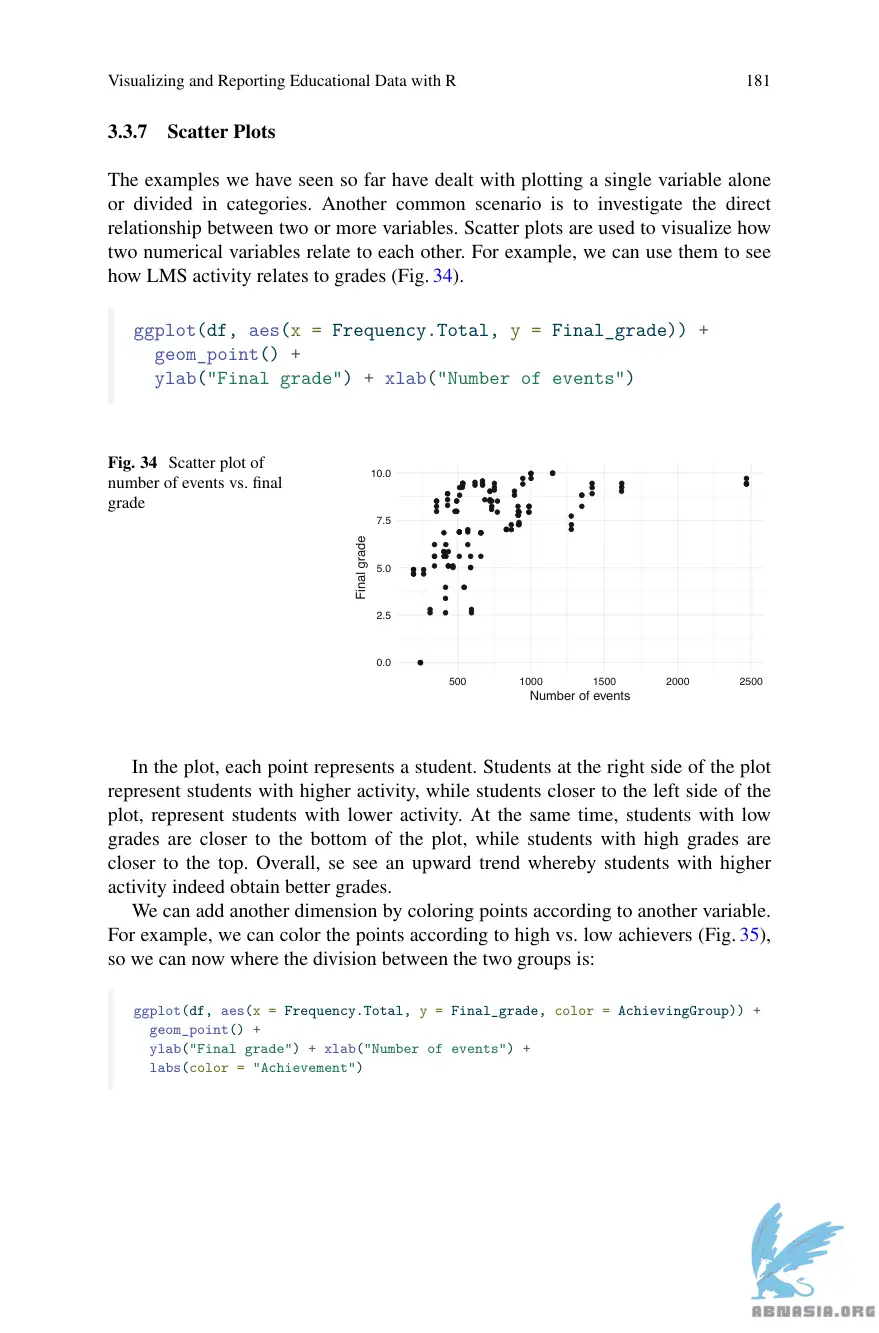 Visualizing and Reporting Educational Data with R 181
3.3.7 Scatter Plots
The examples we have seen so far have dealt with plotting a single variable alone
or divided in categories. Another common scenario is to investigate the direct
relationship between two or more variables. Scatter plots are used to visualize how
two numerical variables relate to each other. For example, we can use them to see
how LMS activity relates to grades (Fig. 34).
ggplot(df, aes(x = Frequency.Total, y = Final_grade)) +
  geom_point() +
  ylab("Final grade") + xlab("Number of events")
Fig. 34 Scatter plot of
number of events vs. final
grade
10.0
7.5
5.0
2.5
0.0
Final grade
500 1000 1500 2000 2500
Number of events
In the plot, each point represents a student. Students at the right side of the plot
represent students with higher activity, while students closer to the left side of the
plot, represent students with lower activity. At the same time, students with low
grades are closer to the bottom of the plot, while students with high grades are
closer to the top. Overall, se see an upward trend whereby students with higher
activity indeed obtain better grades.
We can add another dimension by coloring points according to another variable.
For example, we can color the points according to high vs. low achievers (Fig. 35),
so we can now where the division between the two groups is:
ggplot(df, aes(x = Frequency.Total, y = Final_grade, color = AchievingGroup)) +
  geom_point() +
  ylab("Final grade") + xlab("Number of events") +
  labs(color = "Achievement")
ABNASIA.ORG